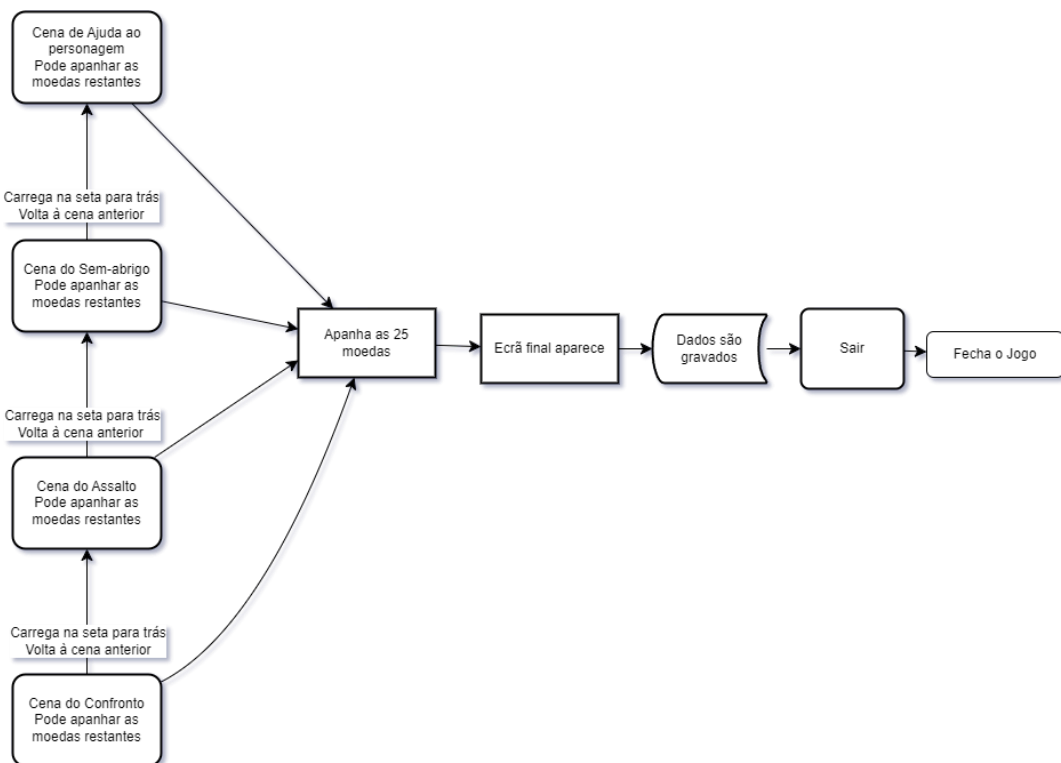 Cena de Ajuda ao
personagem
Pode apanhar as
moedas restantes
Carrega na seta para trás
Volta à cena anterior
Cena do Sem-abrigo
Pode apanhar as
moedas restantes
Apanha as 25
moedas
Ecrã final aparece
Dados são
gravados
Sair
Fecha o Jogo
Carrega na seta para trás
Volta à cena anterior
Cena do Assalto
Pode apanhar as
moedas restantes
Carrega na seta para trás
Volta à cena anterior
Cena do Confronto
Pode apanhar as
moedas restantes